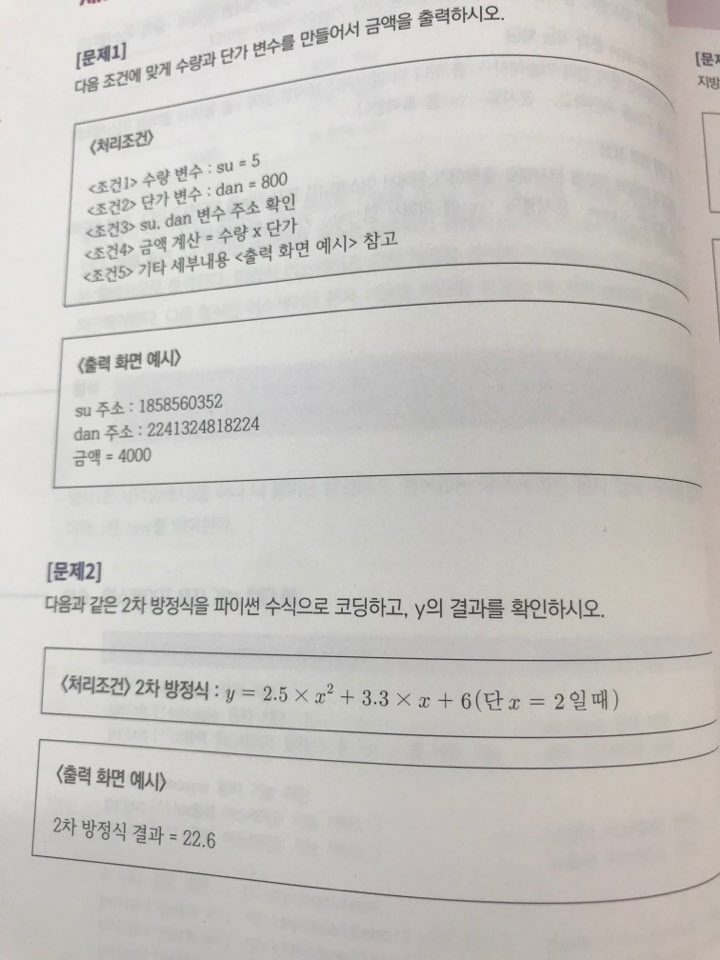 [문제1]
다음 조건에 맞게 수량과 단가 변수를 만들어서 금액을 출력하시오.
〈처리조건〉
<조건1> 수량 변수 : su = 5
<조건2> 단가 변수 : dan = 800
<조건3> su, dan 변수 주소 확인
<조건4> 금액 계산 = 수량 x 단가
<조건5> 기타 세부내용 <출력 화면 예시> 참고
〈출력 화면 예시〉
su 주소 : 1858560352
dan 주소 : 2241324818224
금액 = 4000
[문제2]
다음과 같은 2차 방정식을 파이썬 수식으로 코딩하고, y의 결과를 확인하시오.
〈처리조건〉 2차 방정식 : y = 2.5 × x² + 3.3 × x + 6(단 x = 2일때)
〈출력 화면 예시〉
2차 방정식 결과 = 22.6
[문제
지방